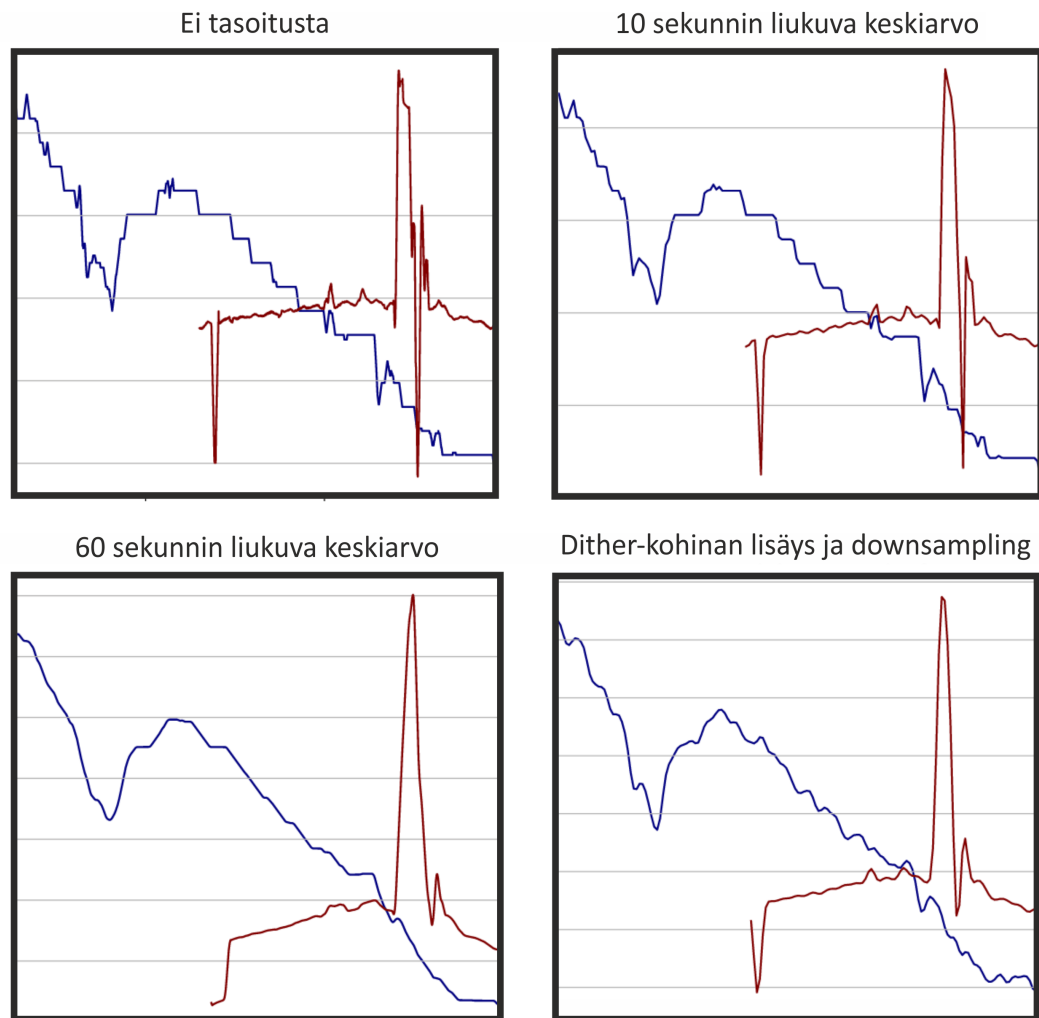 Ei tasoitusta
10 sekunnin liukuva keskiarvo
60 sekunnin liukuva keskiarvo
Dither-kohinan lisäys ja downsampling